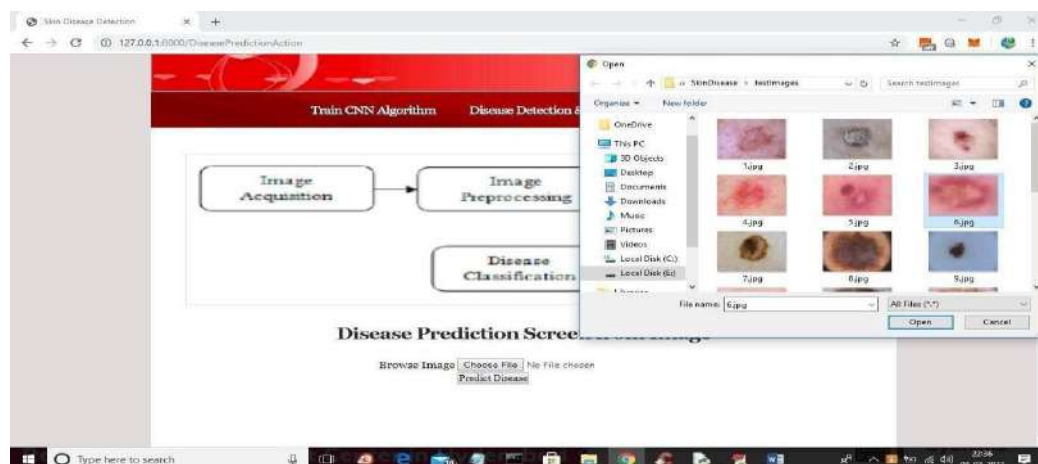 Skin Disease Detection
127.0.0.1:8000/DiseasePredictionAction
Train CNN Algorithm
Disease Detection &
Image
Acquisition
Image
Preprocessing
Disease
Classification
Disease Prediction Screen
Image
Browse Image Choose File No file chosen
Predict Disease
Open
SkinDisease > testImages
Search testImages
Organize
New folder
OneDrive
This PC
3D Objects
Desktop
Documents
Downloads
Music
Pictures
Videos
Local Disk (C:)
Local Disk (E:)
1.jpg
2.jpg
3.jpg
4.jpg
5.jpg
6.jpg
7.jpg
8.jpg
9.jpg
File name: 6.jpg
All Files (*.*)
Open
Cancel
Type here to search
22:36